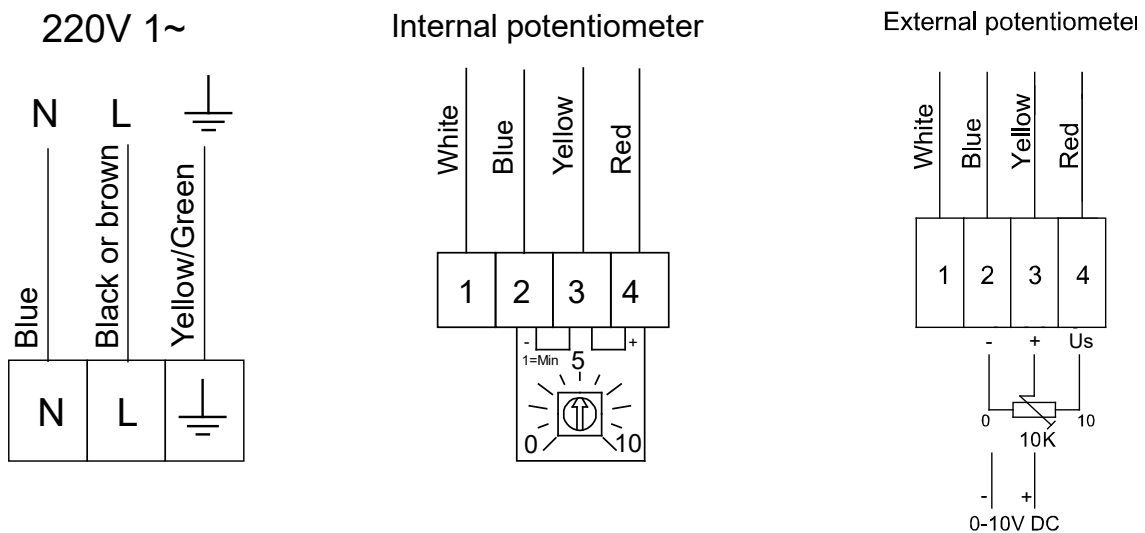 220V 1~
N L
Blue
Black or brown
Yellow/Green
N L
Internal potentiometer
White
Blue
Yellow
Red
1 2 3 4
- +
1=Min 5
0 10
External potentiometer
White
Blue
Yellow
Red
1 2 3 4
- + Us
0 10
10K
- +
0-10V DC